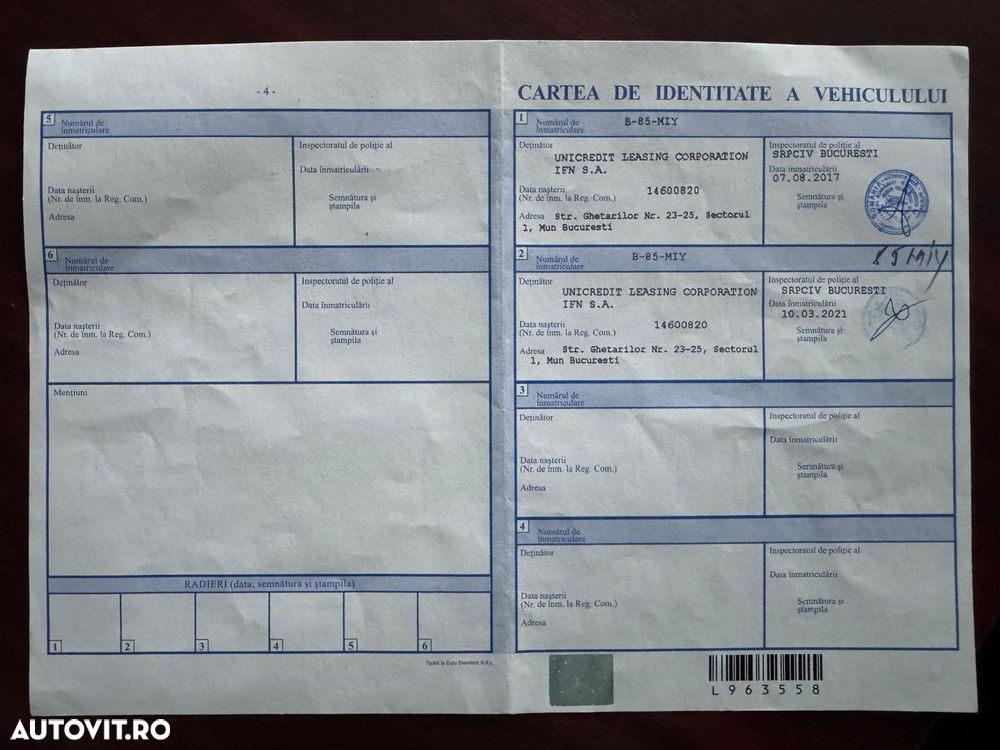 - 4 -
5 Numărul de
înmatriculare
Deținător
Inspectoratul de poliție al
Data înmatriculării
Data nașterii
(Nr. de înm. la Reg. Com.)
Semnătura și
ștampila
Adresa
6 Numărul de
înmatriculare
Deținător
Inspectoratul de poliție al
Data înmatriculării
Data nașterii
(Nr. de înm. la Reg. Com.)
Semnătura și
ștampila
Adresa
Mențiuni
RADIERI (data, semnătura și ștampila)
1 2 3 4 5 6
Tipărit la Euro Standard S.R.L.
CARTEA DE IDENTITATE A VEHICULULUI
1 Numărul de
înmatriculare
B-85-MIY
Deținător
UNICREDIT LEASING CORPORATION
IFN S.A.
Data nașterii
(Nr. de înm. la Reg. Com.)
14600820
Adresa Str. Ghetarilor Nr. 23-25, Sectorul
1, Mun Bucuresti
Inspectoratul de poliție al
SRPCIV BUCURESTI
Data înmatriculării
07.08.2017
Semnătura și
ștampila
ROMÂNIA
2 Numărul de
înmatriculare
B-85-MIY
85 MIY
Deținător
UNICREDIT LEASING CORPORATION
IFN S.A.
Data nașterii
(Nr. de înm. la Reg. Com.)
14600820
Adresa Str. Ghetarilor Nr. 23-25, Sectorul
1, Mun Bucuresti
Inspectoratul de poliție al
SRPCIV BUCURESTI
Data înmatriculării
10.03.2021
Semnătura și
ștampila
3 Numărul de
înmatriculare
Deținător
Inspectoratul de poliție al
Data înmatriculării
Data nașterii
(Nr. de înm. la Reg. Com.)
Semnătura și
ștampila
Adresa
4 Numărul de
înmatriculare
Deținător
Inspectoratul de poliție al
Data înmatriculării
Data nașterii
(Nr. de înm. la Reg. Com.)
Semnătura și
ștampila
Adresa
L963558
AUTOVIT.RO